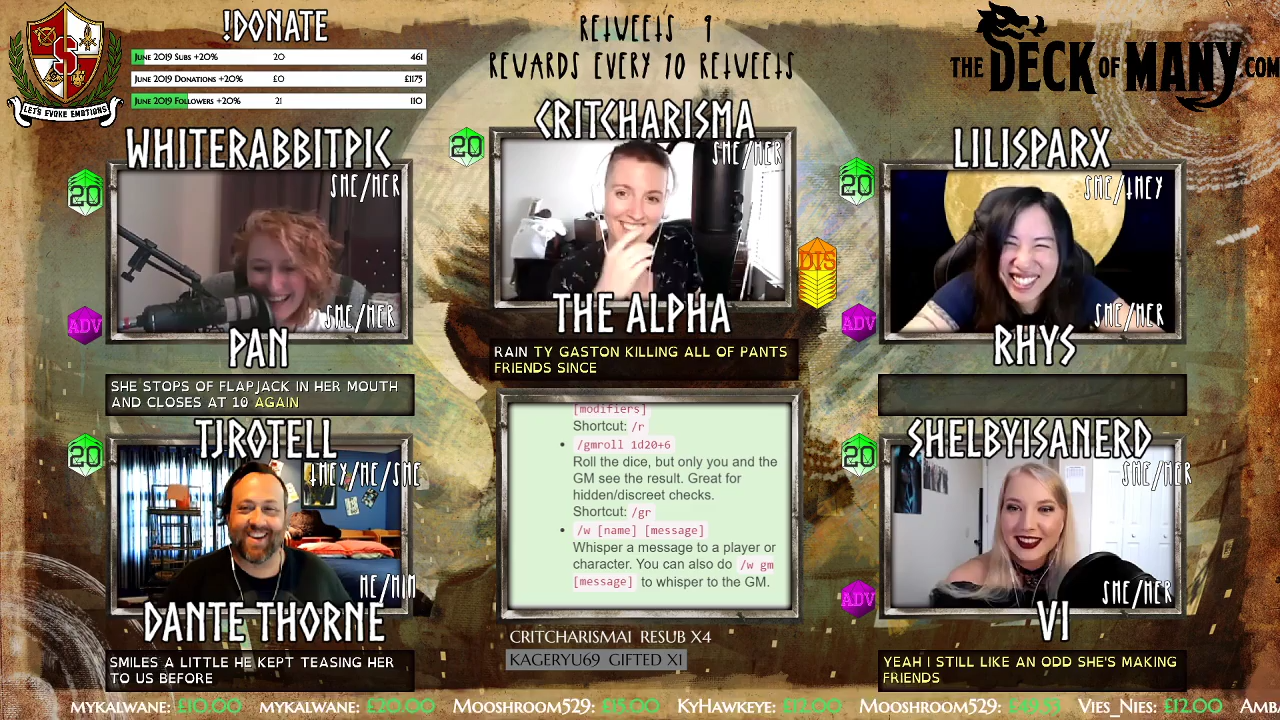 !DONATE
June 2019 Subs +20% 20 461
June 2019 Donations +20% £0 £1175
June 2019 Followers +20% 21 110
LET'S EVOKE EMOTIONS
RETWEETS 9
REWARDS EVERY 10 RETWEETS
THE DECK OF MANY.COM
WHITERABBITPIC
SHE/HER
20
ADV
SHE/HER
PAN
SHE STOPS OF FLAPJACK IN HER MOUTH
AND CLOSES AT 10 AGAIN
CRITCHARISMA
SHE/HER
20
DIS
THE ALPHA
RAIN TY GASTON KILLING ALL OF PANTS
FRIENDS SINCE
LILISPARX
SHE/THEY
20
ADV
SHE/HER
RHYS
TJROTELL
THEY/HE/SHE
20
HE/HIM
DANTE THORNE
SMILES A LITTLE HE KEPT TEASING HER
TO US BEFORE
[modifiers]
Shortcut: /r
• /gmroll 1d20+6
Roll the dice, but only you and the
GM see the result. Great for
hidden/discreet checks.
Shortcut: /gr
• /w [name] [message]
Whisper a message to a player or
character. You can also do /w gm
[message] to whisper to the GM.
CRITCHARISMA1 RESUB X4
KAGERYU69 GIFTED X1
SHELBYISANERD
SHE/HER
20
ADV
SHE/HER
VI
YEAH I STILL LIKE AN ODD SHE'S MAKING
FRIENDS
mykalwane: £10.00 mykalwane: £20.00 Mooshroom529: £15.00 KyHawkeye: £12.00 Mooshroom529: £49.53 Vies_Nies: £12.00 Amba